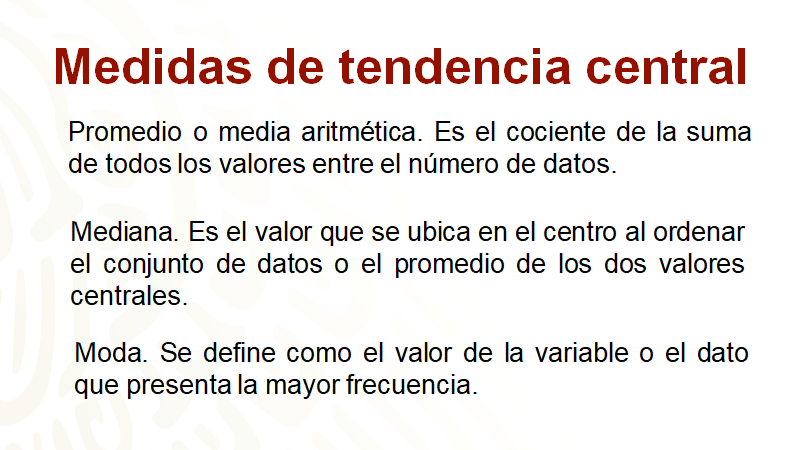 Medidas de tendencia central
Promedio o media aritmética. Es el cociente de la suma
de todos los valores entre el número de datos.
Mediana. Es el valor que se ubica en el centro al ordenar
el conjunto de datos o el promedio de los dos valores
centrales.
Moda. Se define como el valor de la variable o el dato
que presenta la mayor frecuencia.